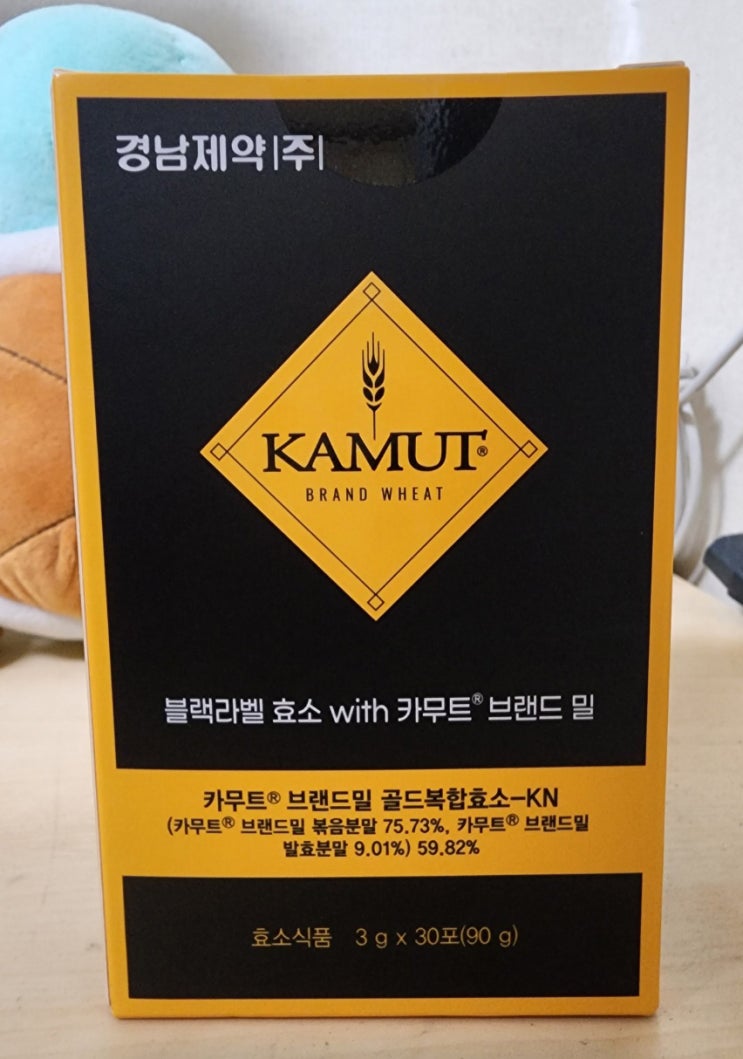 경남제약|주|
KAMUT®
BRAND WHEAT
블랙라벨 효소 with 카무트® 브랜드 밀
카무트® 브랜드밀 골드복합효소-KN
(카무트® 브랜드밀 볶음분말 75.73%, 카무트® 브랜드밀
발효분말 9.01%) 59.82%
효소식품 3 g x 30포(90 g)